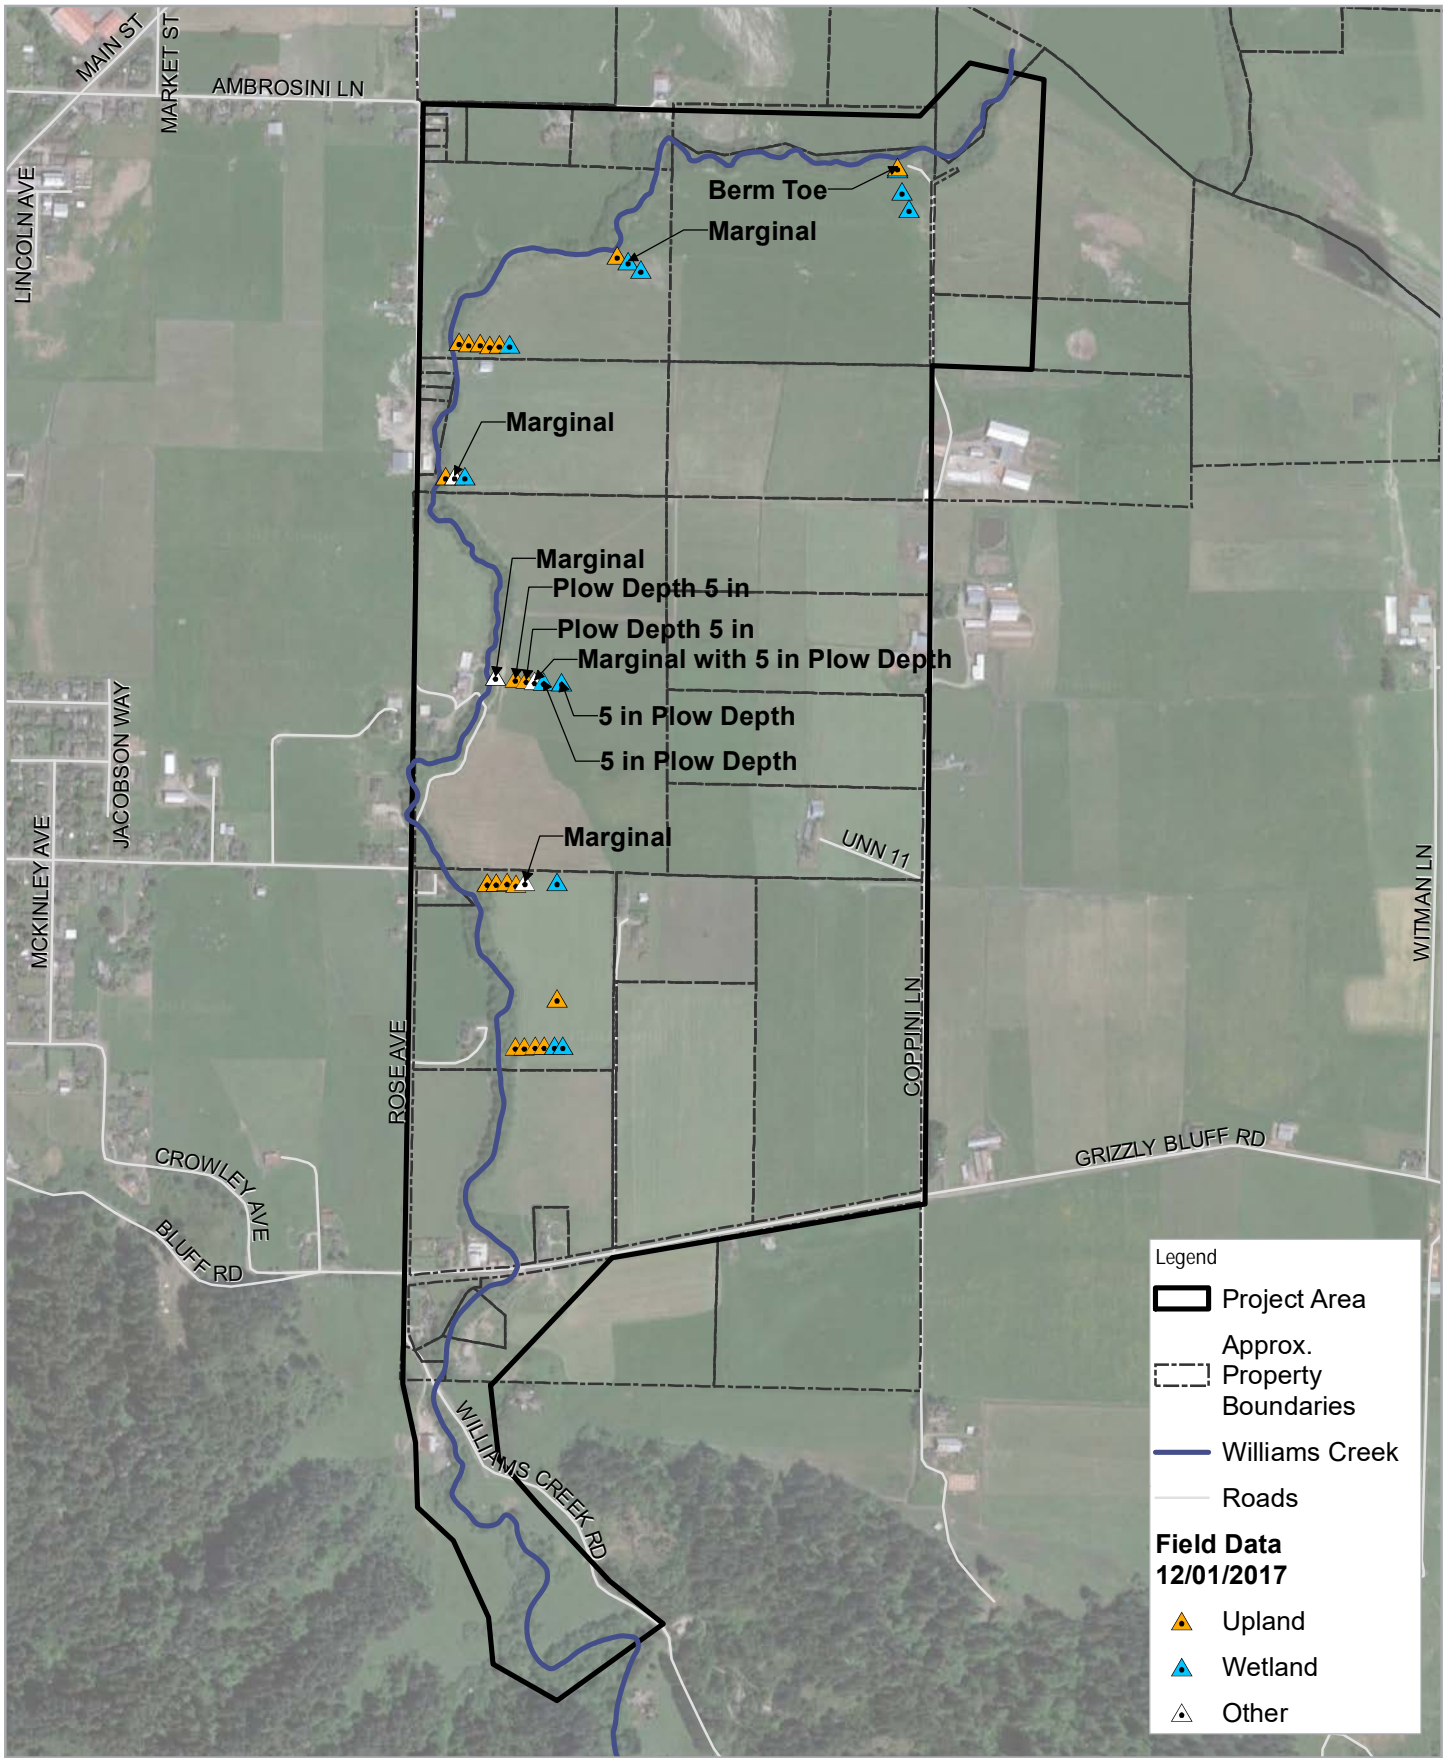 MAIN ST
MARKET ST
AMBROSINI LN
LINCOLN AVE
Berm Toe
Marginal
Marginal
Marginal
Plow Depth 5 in
Plow Depth 5 in
Marginal with 5 in Plow Depth
5 in Plow Depth
5 in Plow Depth
JACOBSON WAY
MCKINLEY AVE
Marginal
UNN 11
WITMAN LN
COPPINI LN
ROSE AVE
GRIZZLY BLUFF RD
CROWLEY AVE
BLUFF RD
WILLIAMS CREEK RD
Legend
Project Area
Approx.
Property
Boundaries
Williams Creek
Roads
Field Data
12/01/2017
Upland
Wetland
Other